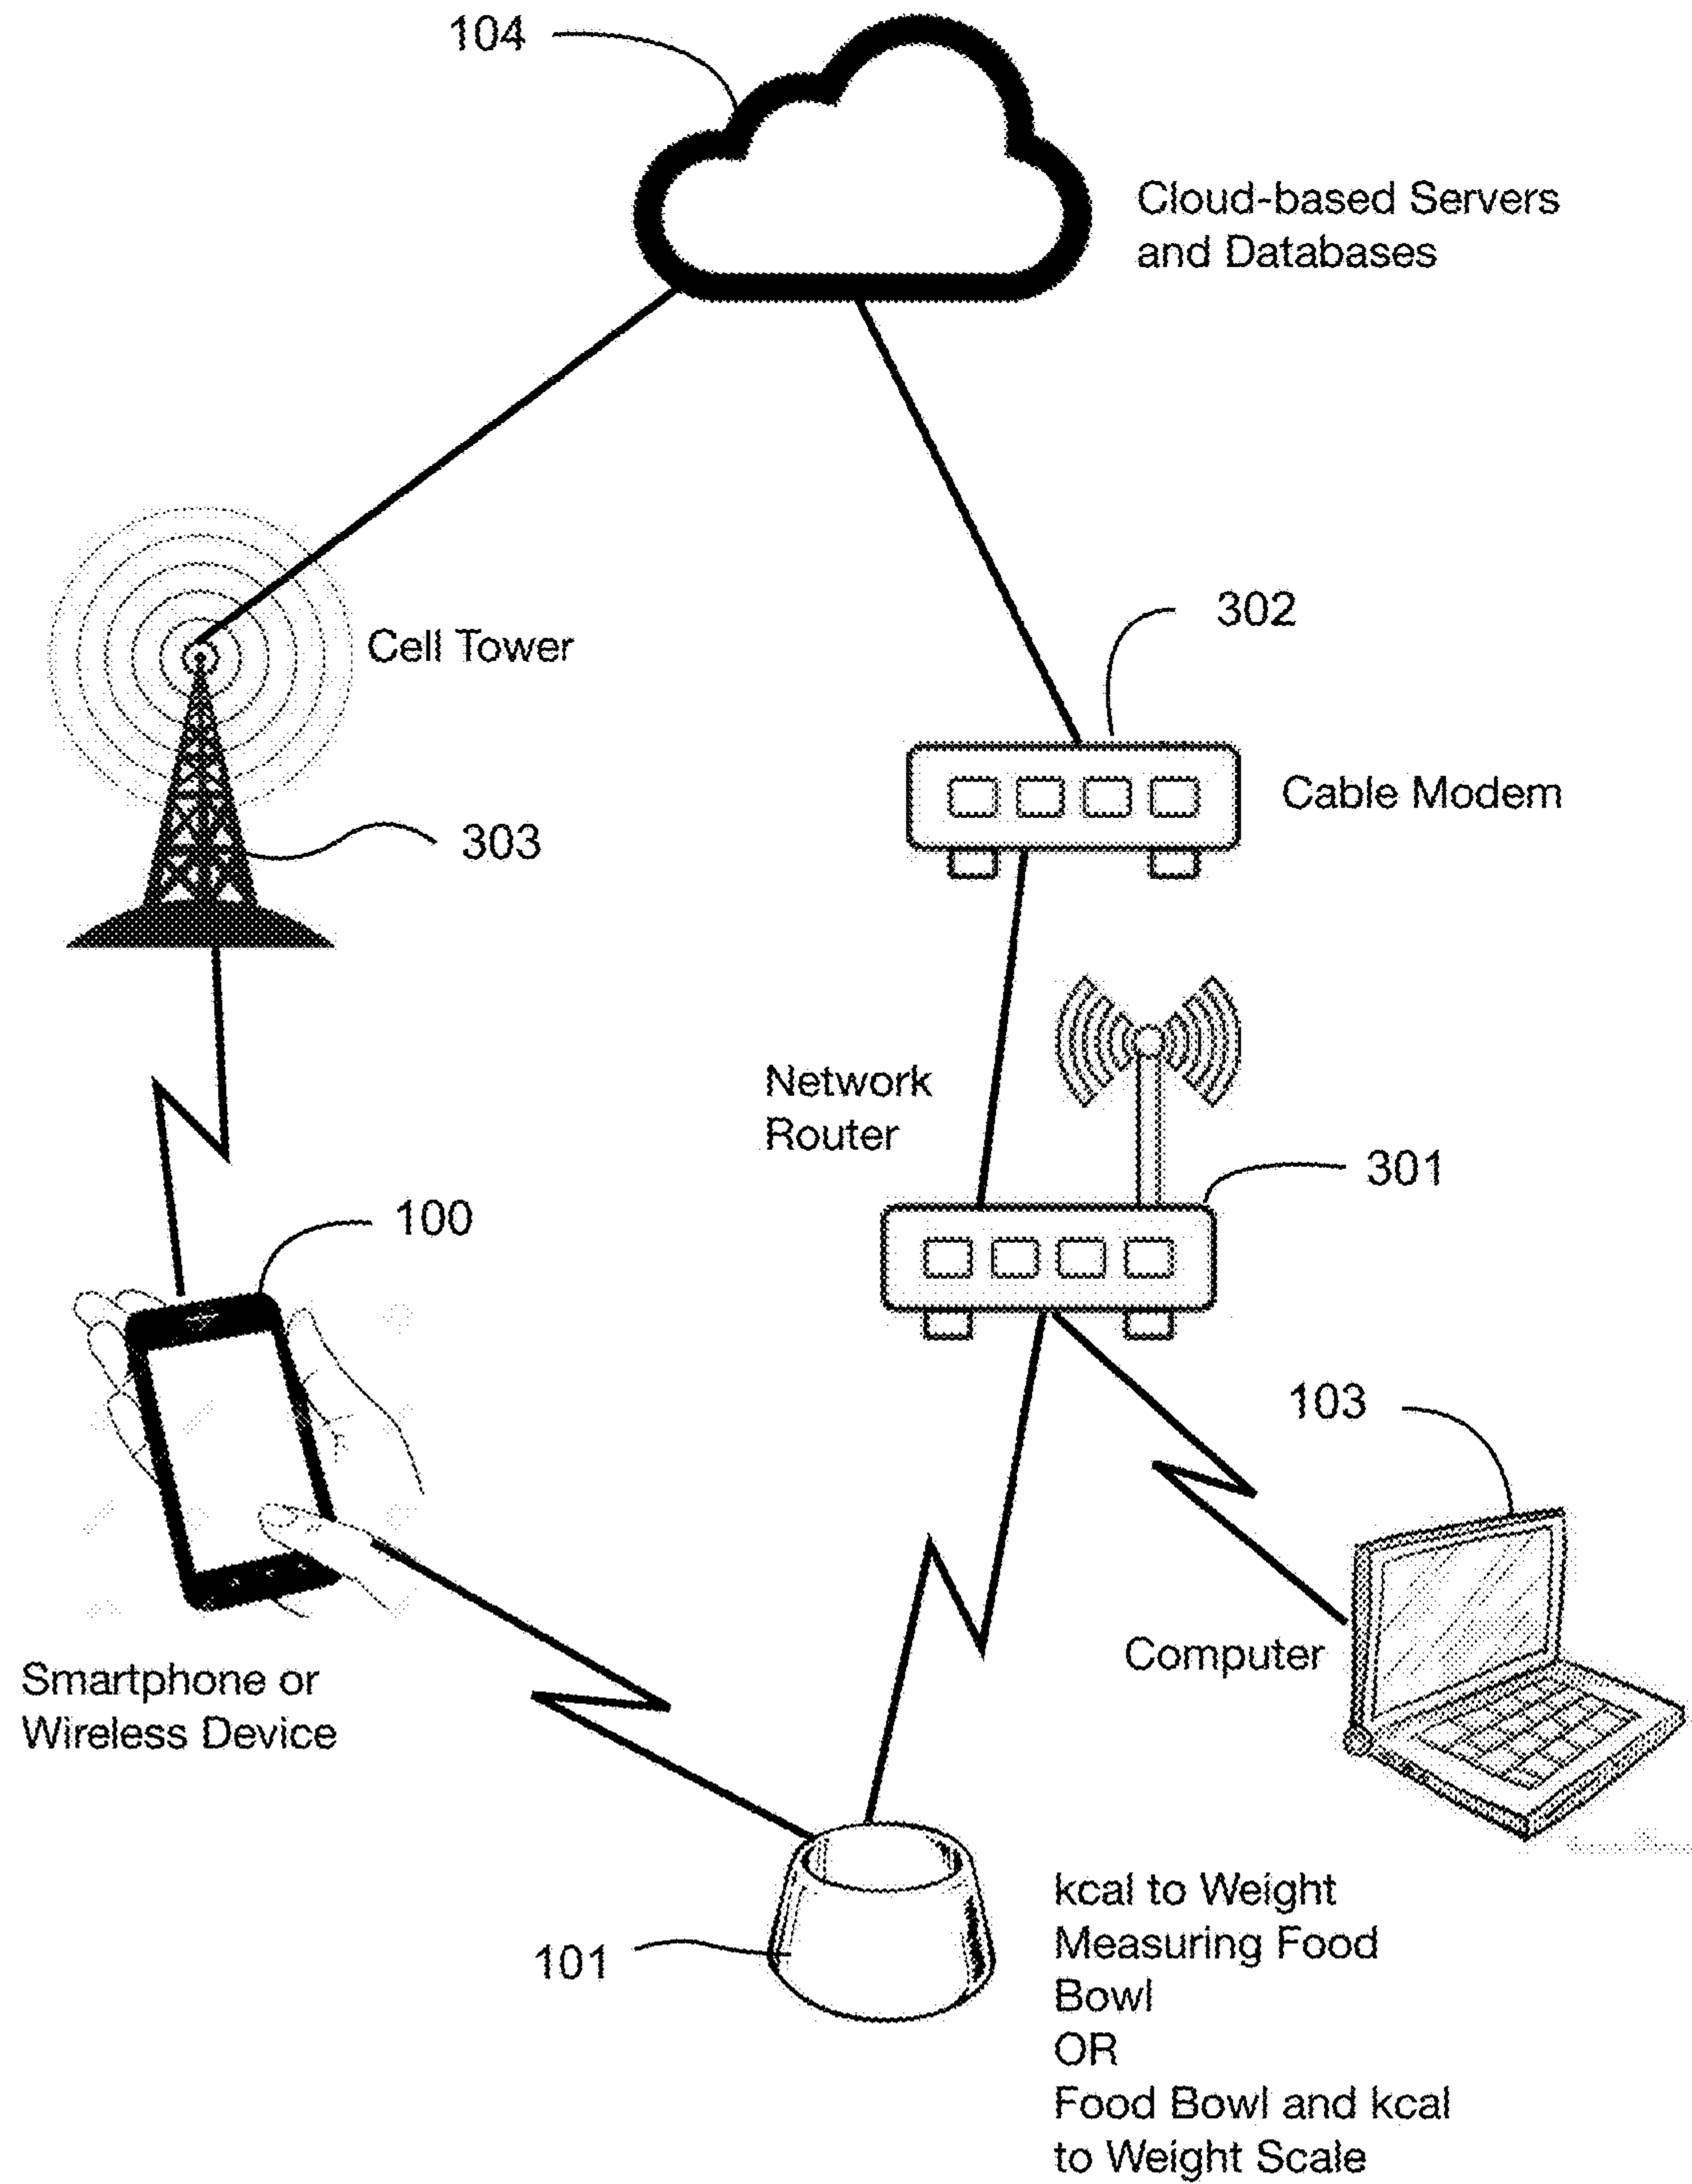 104
Cloud-based Servers
and Databases
302
Cell Tower
Cable Modem
303
Network
Router
301
100
103
Computer
Smartphone or
Wireless Device
kcal to Weight
Measuring Food
Bowl
OR
Food Bowl and kcal
to Weight Scale
101